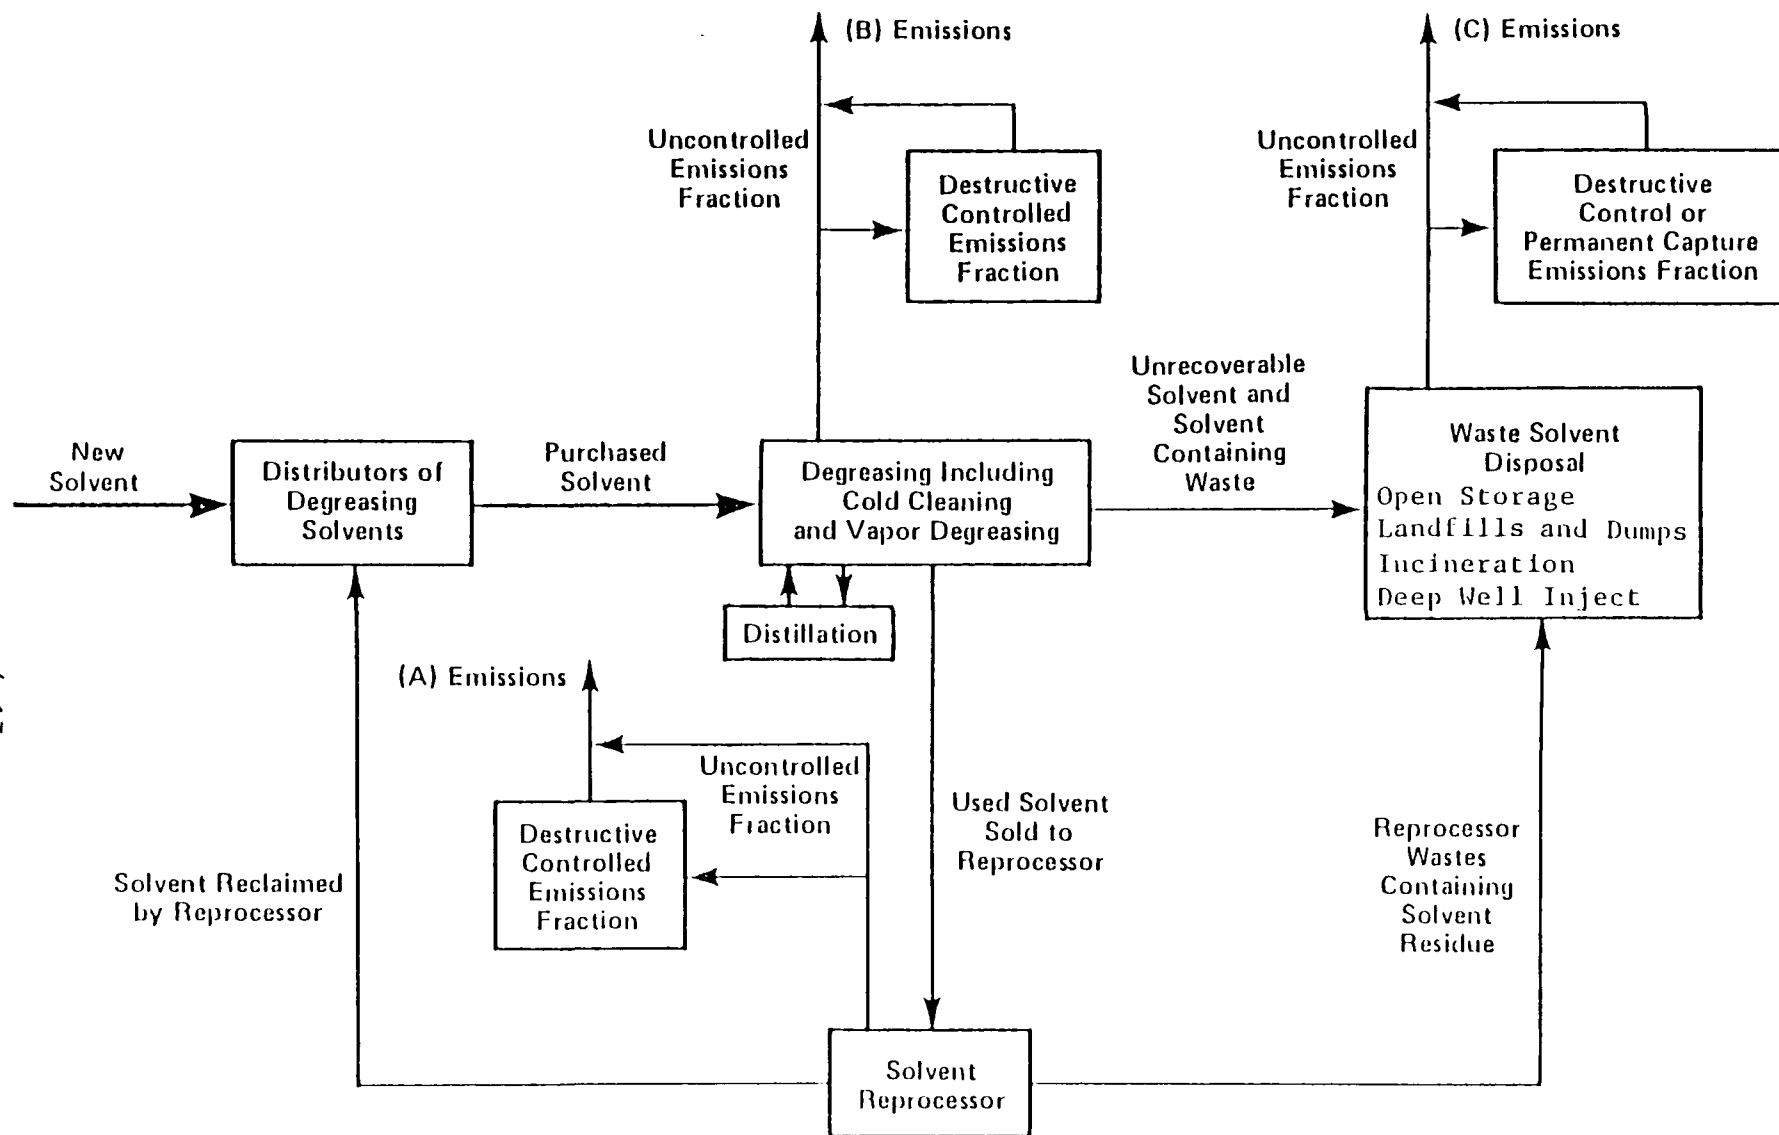 (B) Emissions
(C) Emissions
Uncontrolled
Emissions
Fraction
Destructive
Controlled
Emissions
Fraction
Uncontrolled
Emissions
Fraction
Destructive
Control or
Permanent Capture
Emissions Fraction
New
Solvent
Distributors of
Degreasing
Solvents
Purchased
Solvent
Degreasing Including
Cold Cleaning
and Vapor Degreasing
Unrecoverable
Solvent and
Solvent
Containing
Waste
Waste Solvent
Disposal
Open Storage
Landfills and Dumps
Incineration
Deep Well Inject
Distillation
(A) Emissions
Uncontrolled
Emissions
Fraction
Destructive
Controlled
Emissions
Fraction
Used Solvent
Sold to
Reprocessor
Solvent Reclaimed
by Reprocessor
Reprocessor
Wastes
Containing
Solvent
Residue
Solvent
Reprocessor